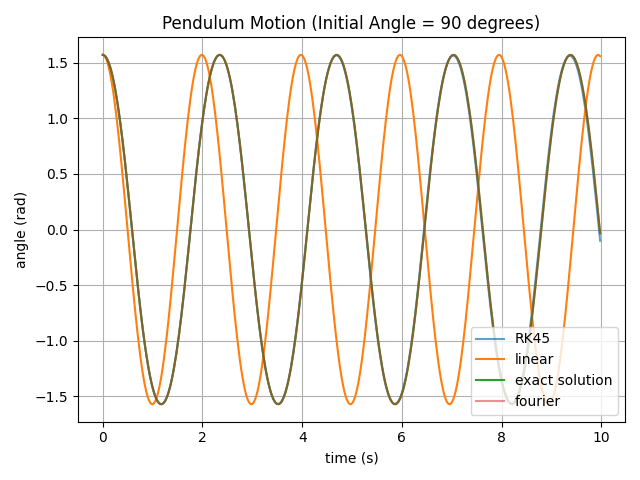 Pendulum Motion (Initial Angle = 90 degrees)
angle (rad)
1.5
1.0
0.5
0.0
−0.5
−1.0
−1.5
0
2
4
6
8
10
time (s)
RK45
linear
exact solution
fourier